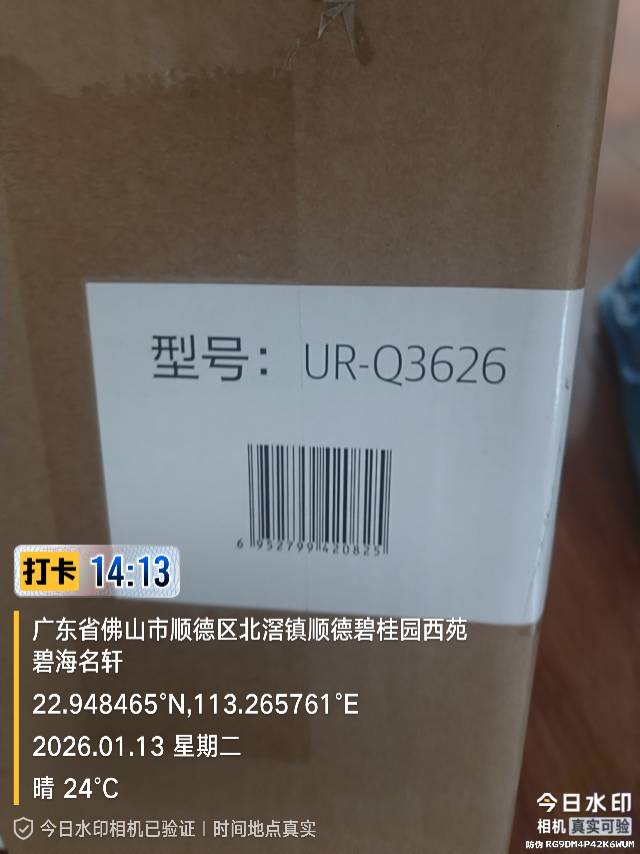 型号： UR-Q3626
6 952799 420825
打卡 14:13
广东省佛山市顺德区北滘镇顺德碧桂园西苑
碧海名轩
22.948465°N,113.265761°E
2026.01.13 星期二
晴 24°C
今日水印相机已验证 | 时间地点真实
今日水印
相机 真实可验
防伪 RG9DM4P42K6WUM